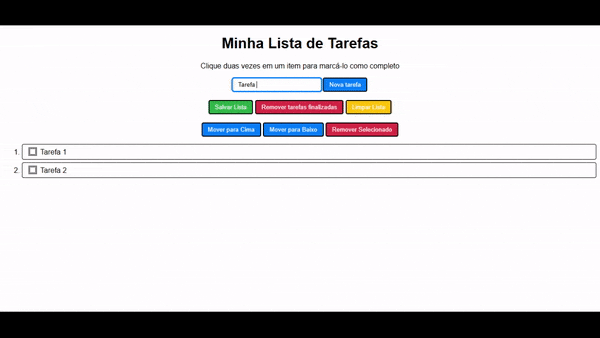 Minha Lista de Tarefas
Clique duas vezes em um item para marcá-lo como completo
Tarefa Nova tarefa
Salvar Lista Remover tarefas finalizadas Limpar Lista
Mover para Cima Mover para Baixo Remover Selecionado
1. Tarefa 1
2. Tarefa 2